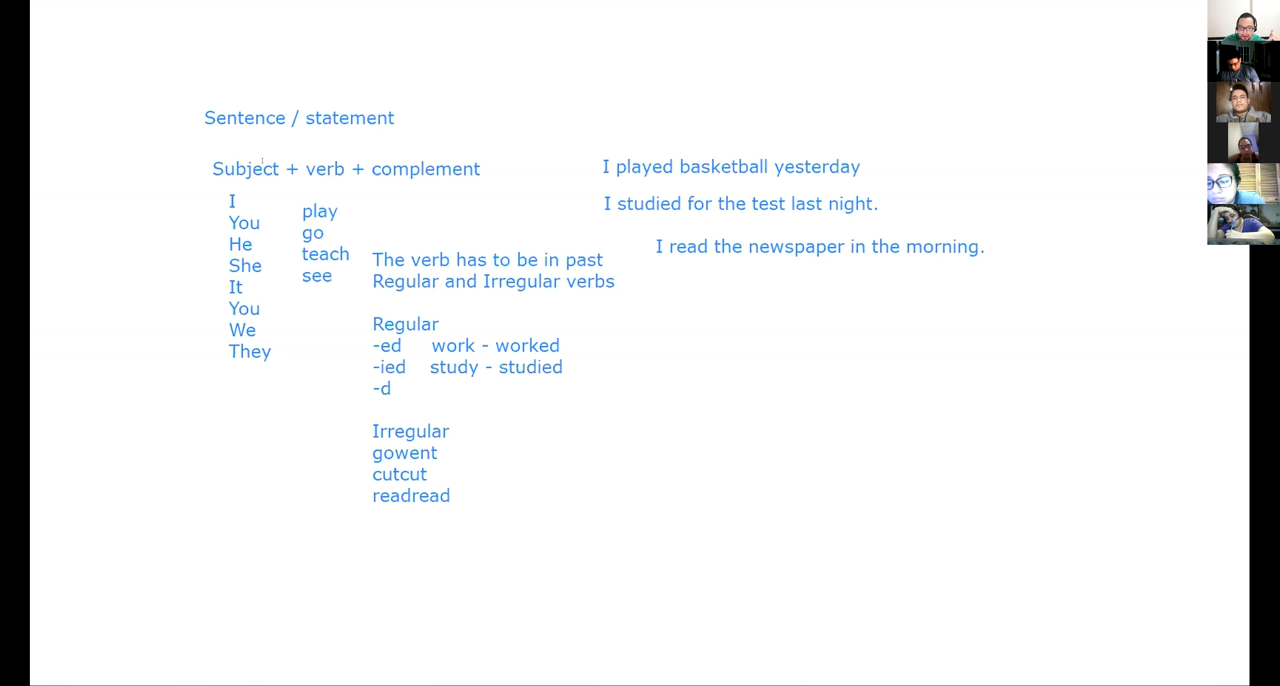 Sentence / statement
Subject + verb + complement
I
You
He
She
It
You
We
They
play
go
teach
see
The verb has to be in past
Regular and Irregular verbs
Regular
-ed work - worked
-ied study - studied
-d
Irregular
gowent
cutcut
readread
I played basketball yesterday
I studied for the test last night.
I read the newspaper in the morning.